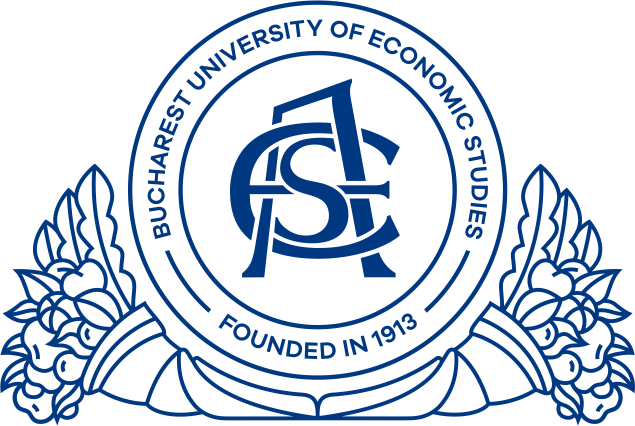 BUCHAREST UNIVERSITY OF ECONOMIC STUDIES
ASE
FOUNDED IN 1913